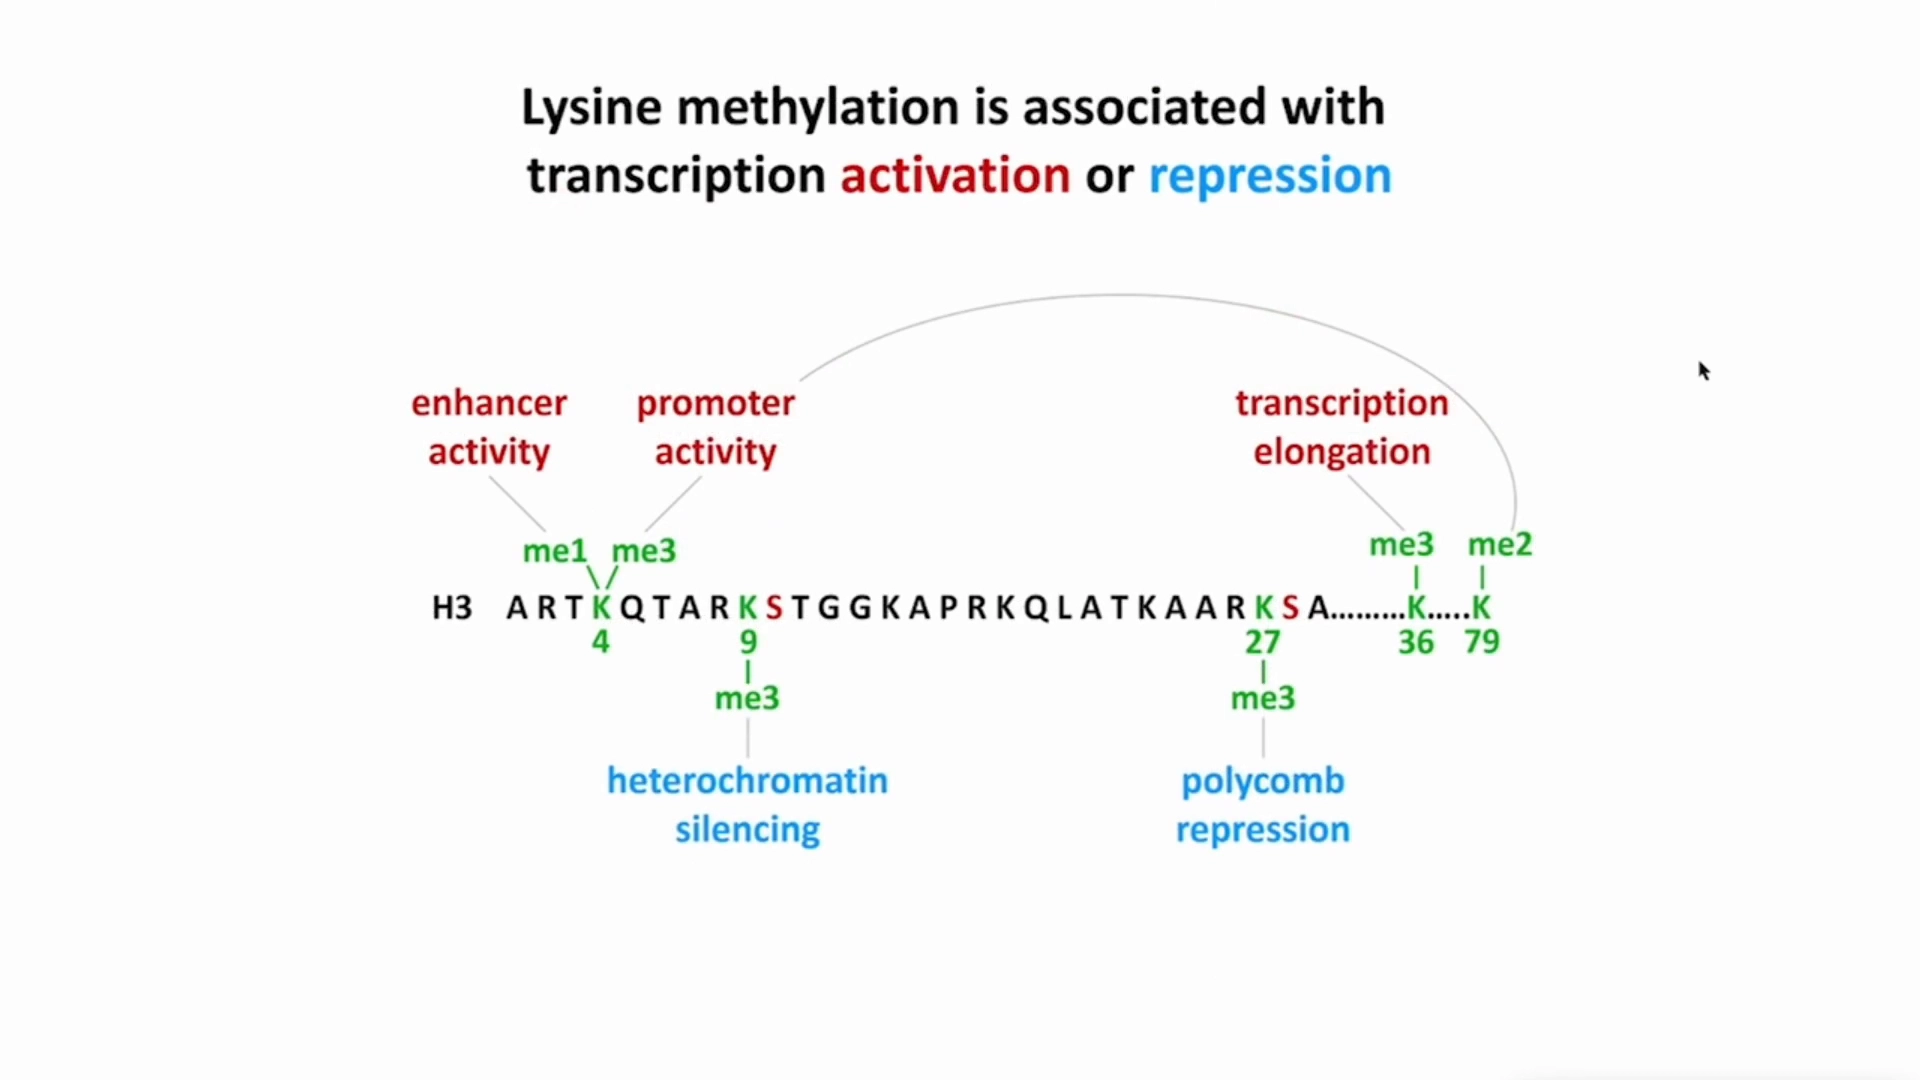 Lysine methylation is associated with
transcription activation or repression
enhancer
activity
promoter
activity
transcription
elongation
me1 me3
me3 me2
H3 A R T K Q T A R K S T G G K A P R K Q L A T K A A R K S A.........K.....K
4 9 27 36 79
me3 me3
heterochromatin
silencing
polycomb
repression